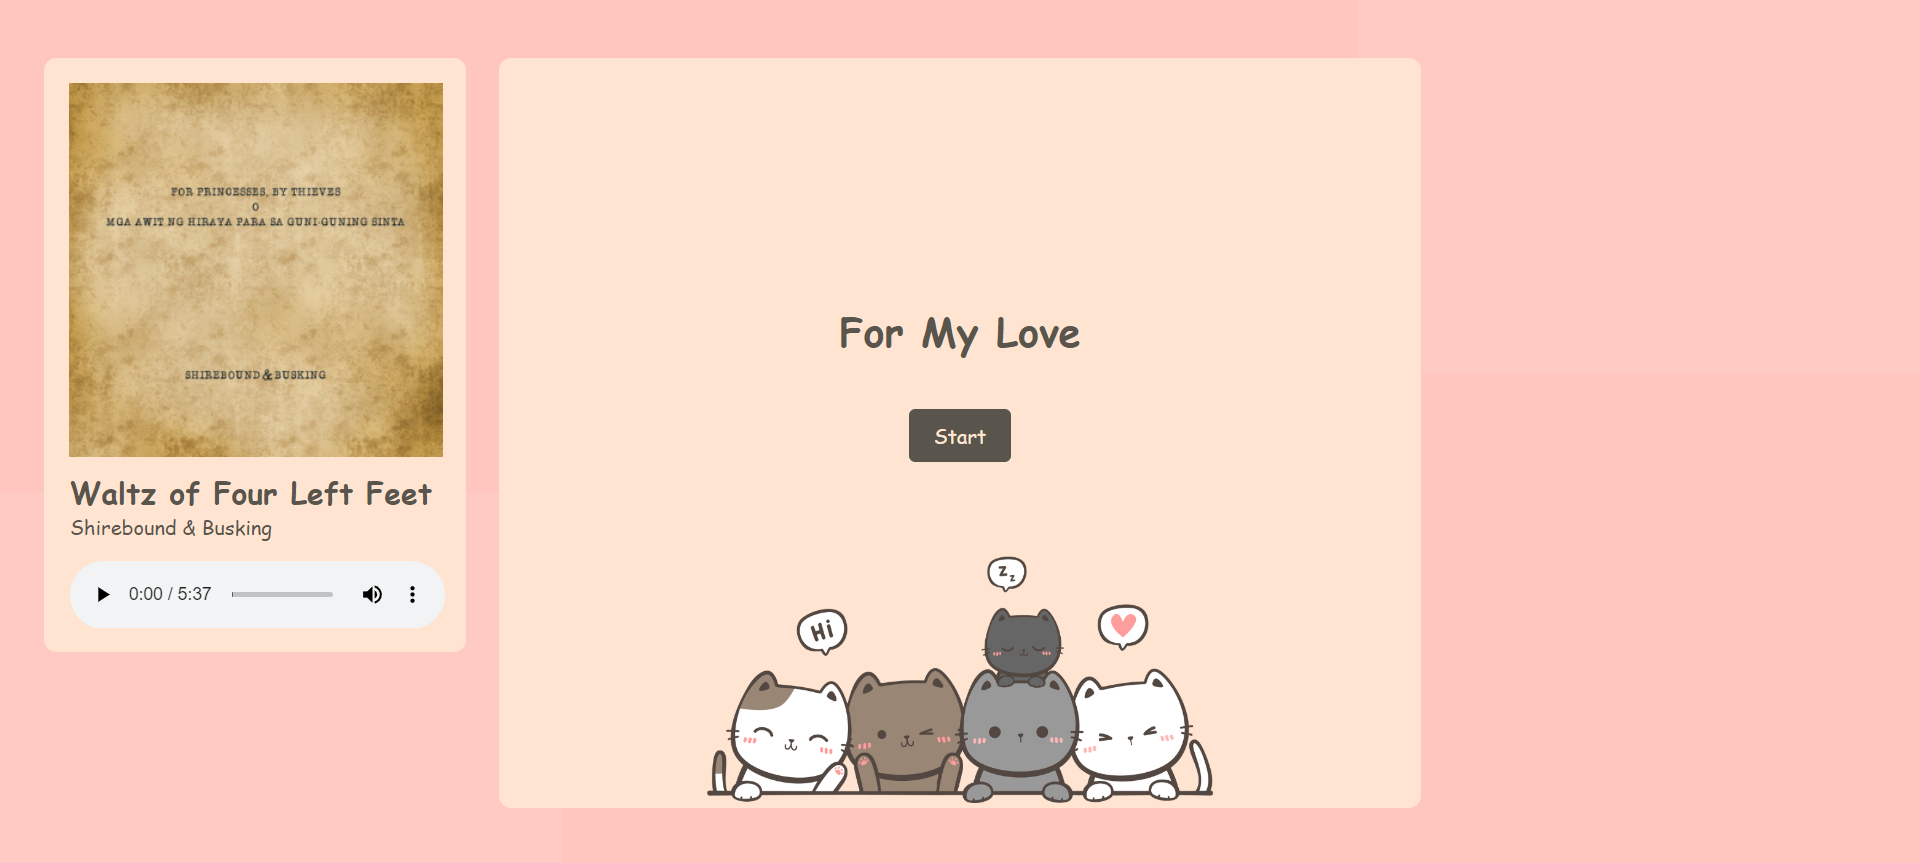 FOR PRINCESSES, BY THIEVES
O
MGA AWIT NG HIRAYA PARA SA GUNI-GUNING SINTA
SHIREBOUND & BUSKING
Waltz of Four Left Feet
Shirebound & Busking
0:00 / 5:37
For My Love
Start
Hi
z z